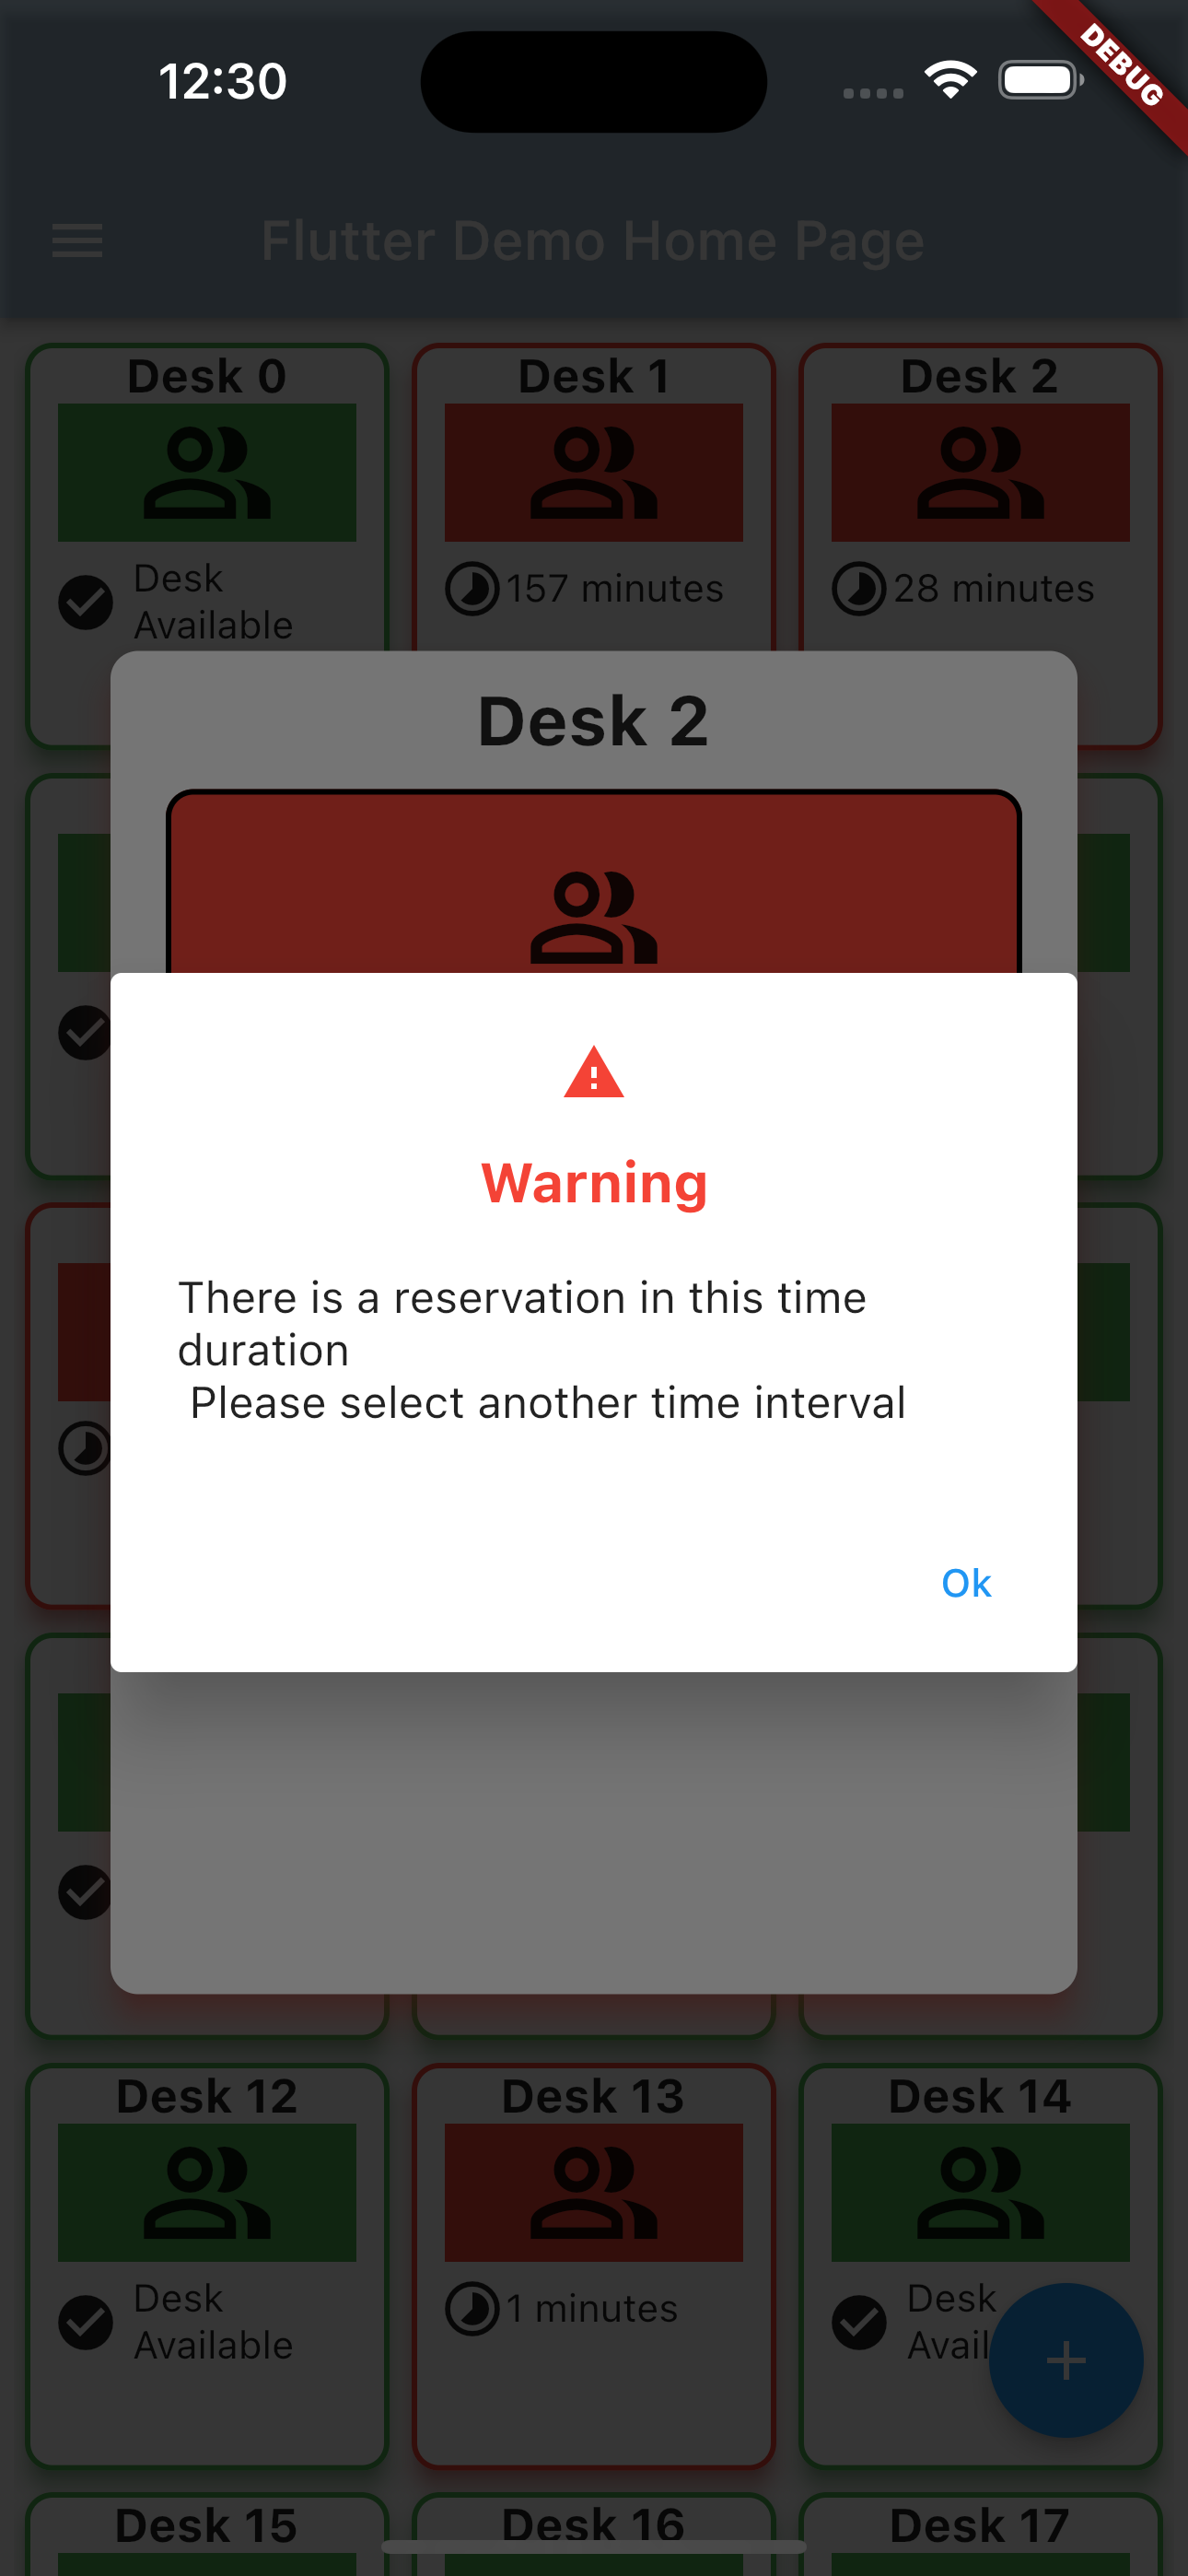 12:30
DEBUG
Flutter Demo Home Page
Desk 0
Desk 1
Desk 2
Desk
Available
157 minutes
28 minutes
Desk 2
Warning
There is a reservation in this time
duration
Please select another time interval
Ok
Desk 12
Desk 13
Desk 14
Desk
Available
1 minutes
Desk
Avail
Desk 15
Desk 16
Desk 17